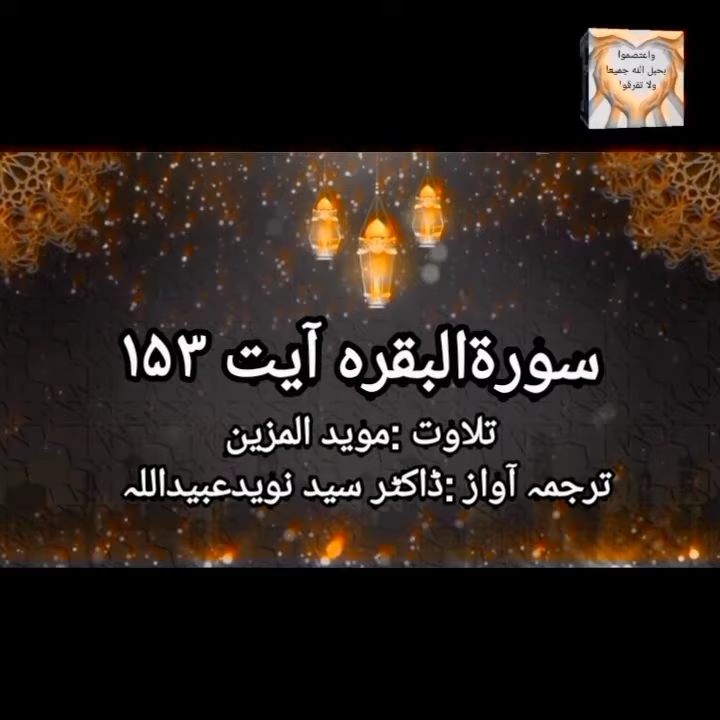 واعتصموا
بحبل الله جميعا
ولا تفرقوا
سورۃالبقرہ آیت ۱۵۳
تلاوت :موید المزین
ترجمہ آواز :ڈاکٹر سید نویدعبیداللہ